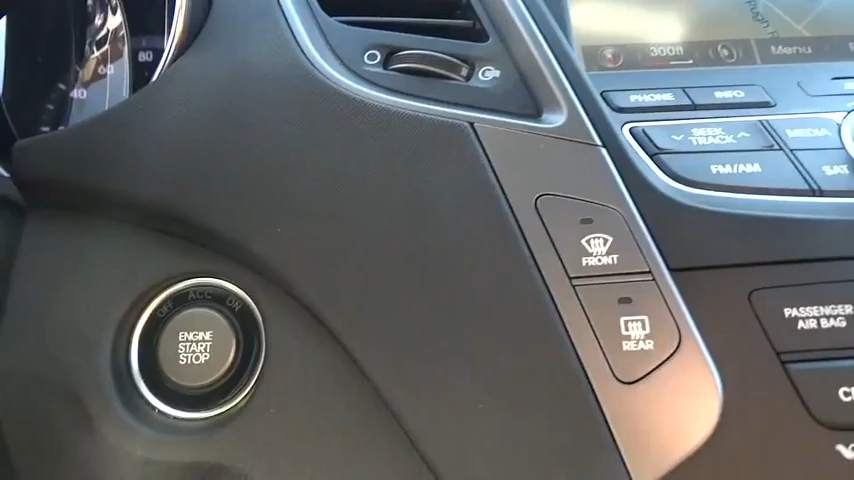 80
60
40
Pugh R
300ft
Menu
PHONE
INFO
SEEK
TRACK
MEDIA
FM/AM
SAT
FRONT
REAR
OFF ACC ON
ENGINE
START
STOP
PASSENGER
AIR BAG